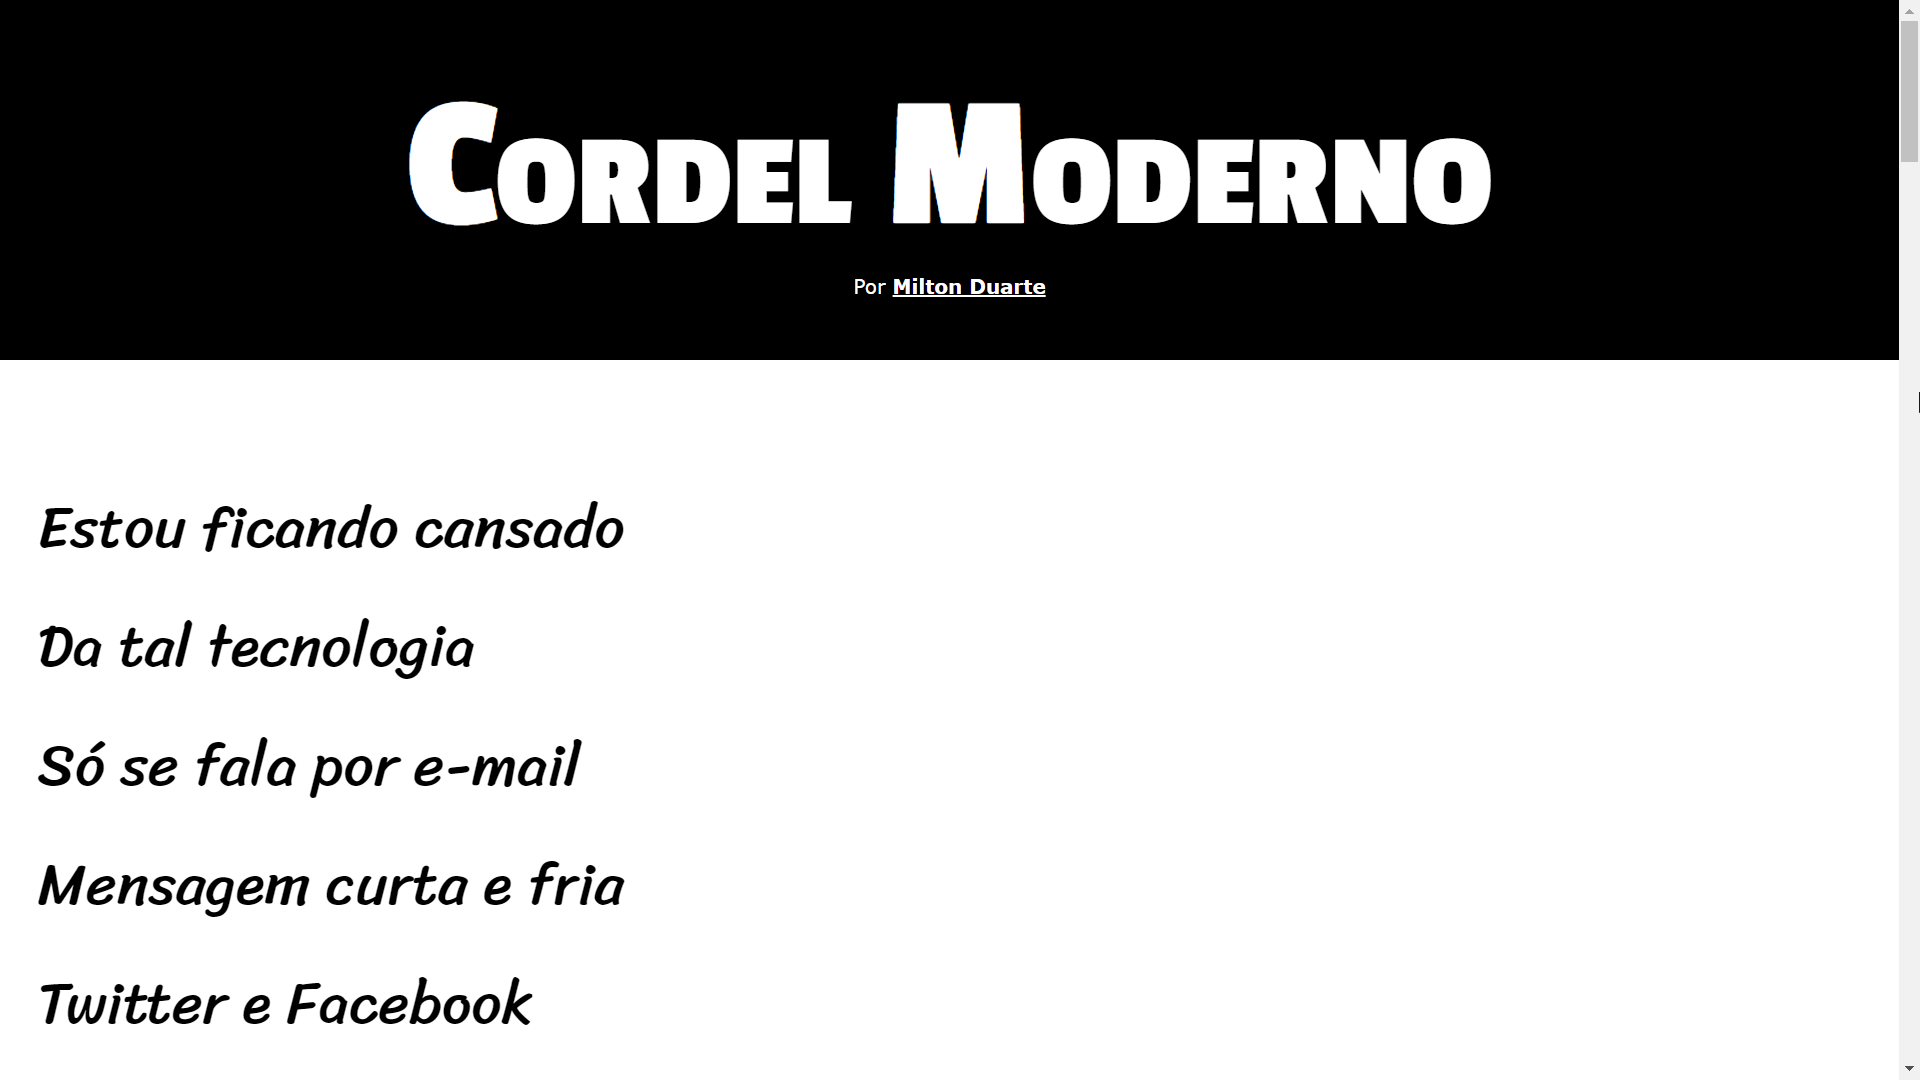 Cordel Moderno
Por Milton Duarte
Estou ficando cansado
Da tal tecnologia
Só se fala por e-mail
Mensagem curta e fria
Twitter e Facebook